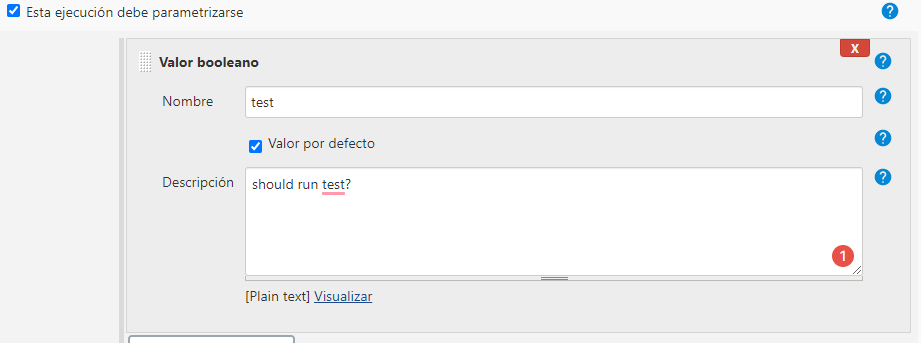 Esta ejecución debe parametrizarse
?
X
Valor booleano
?
Nombre
test
?
Valor por defecto
?
Descripción
should run test?
?
1
[Plain text] Visualizar